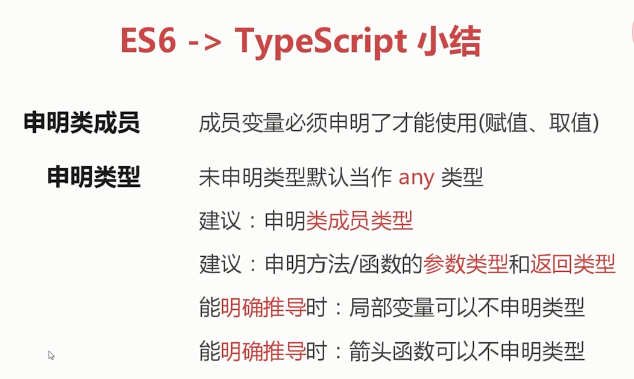 ES6 -> TypeScript 小结
申明类成员 成员变量必须申明了才能使用(赋值、取值)
申明类型 未申明类型默认当作 any 类型
建议：申明类成员类型
建议：申明方法/函数的参数类型和返回类型
能明确推导时：局部变量可以不申明类型
能明确推导时：箭头函数可以不申明类型